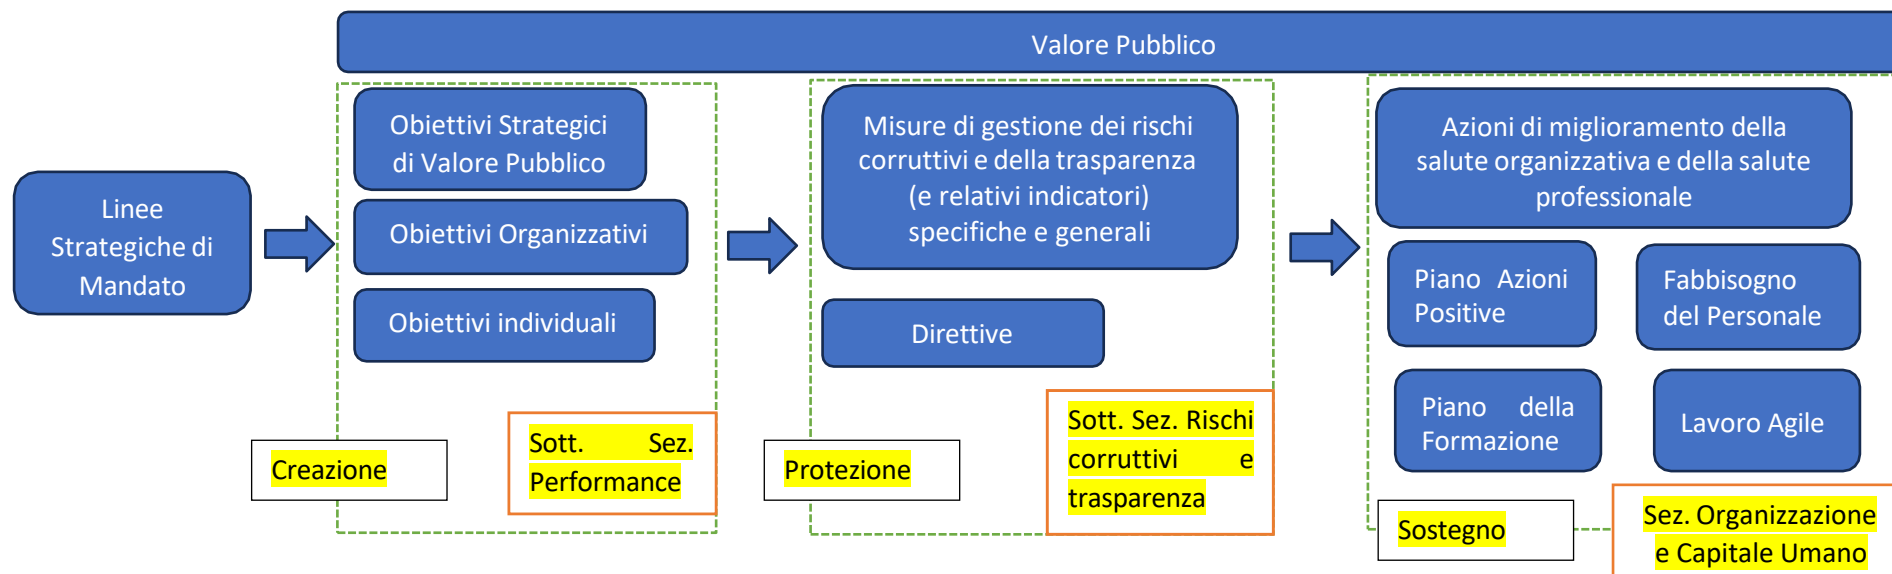 Valore Pubblico
Linee
Strategiche di
Mandato
Obiettivi Strategici
di Valore Pubblico
Obiettivi Organizzativi
Obiettivi individuali
Creazione
Sott. Sez.
Performance
Misure di gestione dei rischi
corruttivi e della trasparenza
(e relativi indicatori)
specifiche e generali
Direttive
Protezione
Sott. Sez. Rischi
corruttivi e
trasparenza
Azioni di miglioramento della
salute organizzativa e della salute
professionale
Piano Azioni
Positive
Fabbisogno
del Personale
Piano della
Formazione
Lavoro Agile
Sostegno
Sez. Organizzazione
e Capitale Umano